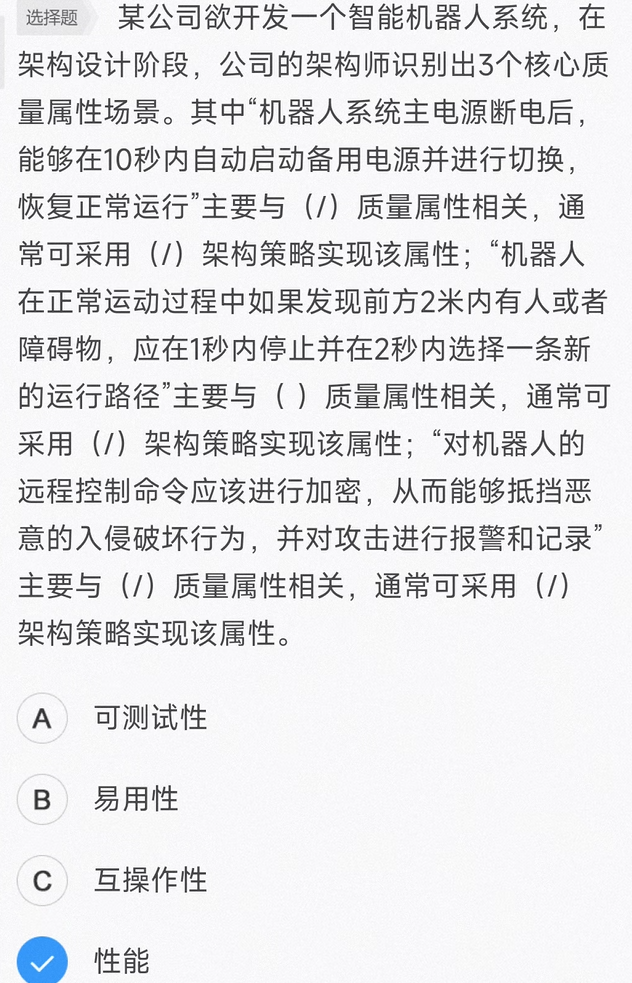 选择题 某公司欲开发一个智能机器人系统，在
架构设计阶段，公司的架构师识别出3个核心质
量属性场景。其中“机器人系统主电源断电后，
能够在10秒内自动启动备用电源并进行切换，
恢复正常运行”主要与（/）质量属性相关，通
常可采用（/）架构策略实现该属性；“机器人
在正常运动过程中如果发现前方2米内有人或者
障碍物，应在1秒内停止并在2秒内选择一条新
的运行路径”主要与（ ）质量属性相关，通常可
采用（/）架构策略实现该属性；“对机器人的
远程控制命令应该进行加密，从而能够抵挡恶
意的入侵破坏行为，并对攻击进行报警和记录”
主要与（/）质量属性相关，通常可采用（/）
架构策略实现该属性。
A 可测试性
B 易用性
C 互操作性
性能